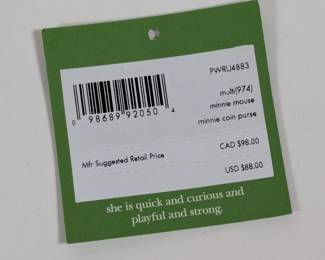 PWRU4883
0 98689 92050 4
multi(974)
minnie mouse
minnie coin purse
Mfr Suggested Retail Price
CAD $98.00
USD $88.00
she is quick and curious and
playful and strong.